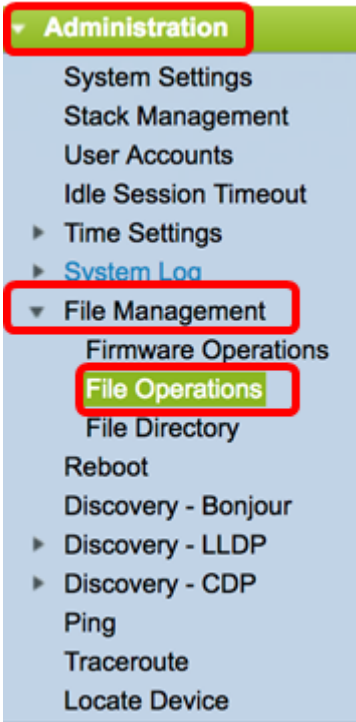 Administration
System Settings
Stack Management
User Accounts
Idle Session Timeout
Time Settings
System Log
File Management
Firmware Operations
File Operations
File Directory
Reboot
Discovery - Bonjour
Discovery - LLDP
Discovery - CDP
Ping
Traceroute
Locate Device